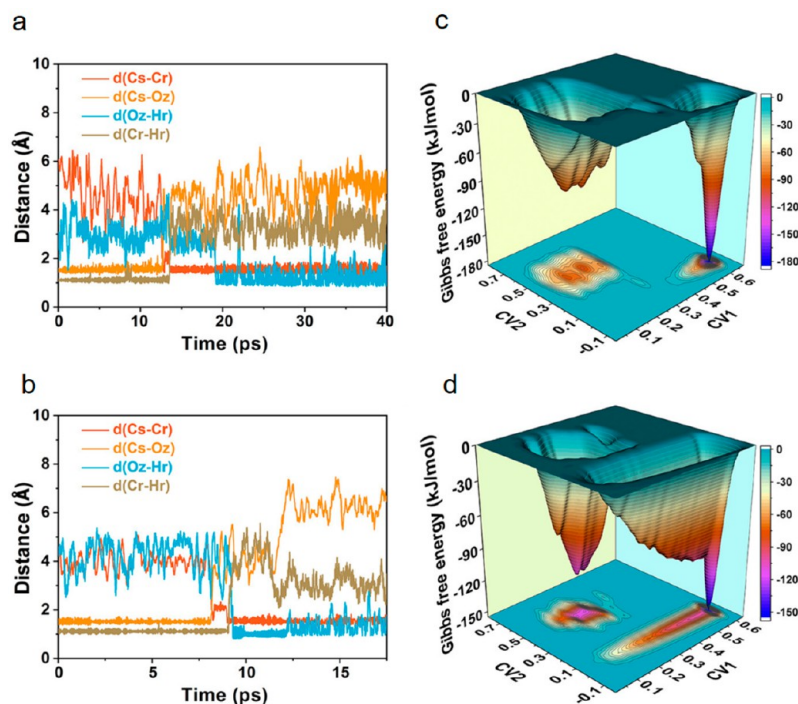 a
d(Cs-Cr)
d(Cs-Oz)
d(Oz-Hr)
d(Cr-Hr)
Distance (Å)
10
8
6
4
2
0
0 10 20 30 40
Time (ps)
c
Gibbs free energy (kJ/mol)
0
-30
-60
-90
-120
-150
-180
0.7
0.5
0.3
0.1
-0.1
CV2
0.1
0.2
0.3
0.4
0.5
0.6
CV1
0
-30
-60
-90
-120
-150
-180
b
d(Cs-Cr)
d(Cs-Oz)
d(Oz-Hr)
d(Cr-Hr)
Distance (Å)
10
8
6
4
2
0
0 5 10 15
Time (ps)
d
Gibbs free energy (kJ/mol)
0
-30
-60
-90
-120
-150
0.7
0.5
0.3
0.1
-0.1
CV2
0.1
0.2
0.3
0.4
0.5
0.6
CV1
0
-30
-60
-90
-120
-150